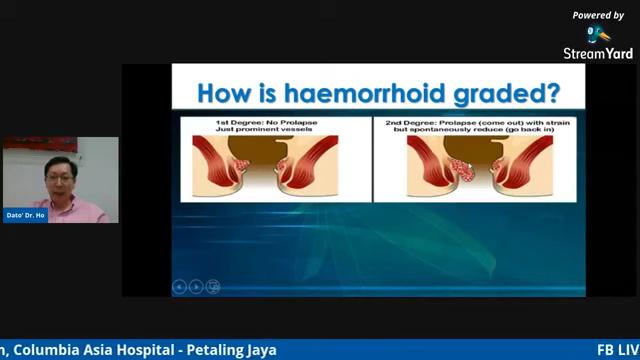 Powered by
StreamYard
How is haemorrhoid graded?
1st Degree: No Prolapse
Just prominent vessels
2nd Degree: Prolapse (come out) with strain
but spontaneously reduce (go back in)
Dato' Dr. Ho
n, Columbia Asia Hospital - Petaling Jaya
FB LIV